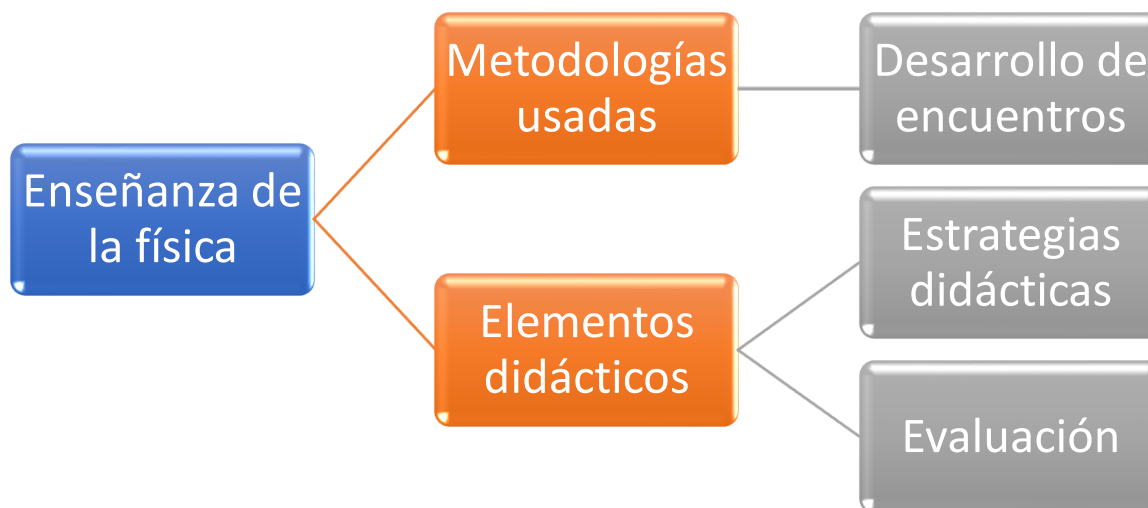 Enseñanza de
la física
Metodologías
usadas
Desarrollo de
encuentros
Elementos
didácticos
Estrategias
didácticas
Evaluación